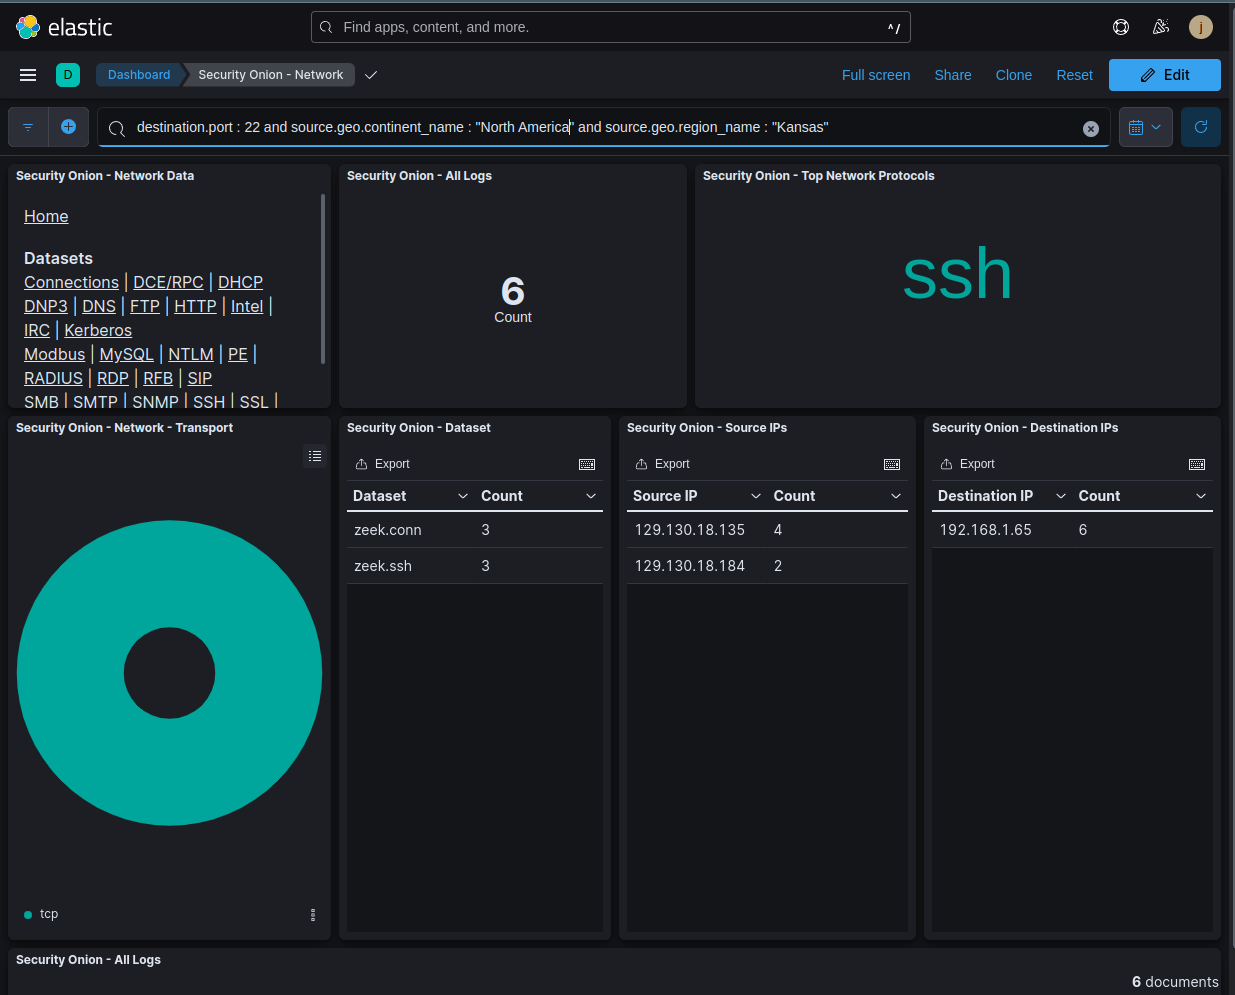 elastic
Find apps, content, and more.
^/
j
D
Dashboard
Security Onion - Network
Full screen
Share
Clone
Reset
Edit
destination.port : 22 and source.geo.continent_name : "North America" and source.geo.region_name : "Kansas"
Security Onion - Network Data
Home
Datasets
Connections | DCE/RPC | DHCP
DNP3 | DNS | FTP | HTTP | Intel |
IRC | Kerberos
Modbus | MySQL | NTLM | PE |
RADIUS | RDP | RFB | SIP
SMB | SMTP | SNMP | SSH | SSL |
Security Onion - All Logs
6
Count
Security Onion - Top Network Protocols
ssh
Security Onion - Network - Transport
tcp
Security Onion - Dataset
Export
Dataset Count
zeek.conn 3
zeek.ssh 3
Security Onion - Source IPs
Export
Source IP Count
129.130.18.135 4
129.130.18.184 2
Security Onion - Destination IPs
Export
Destination IP Count
192.168.1.65 6
Security Onion - All Logs
6 documents